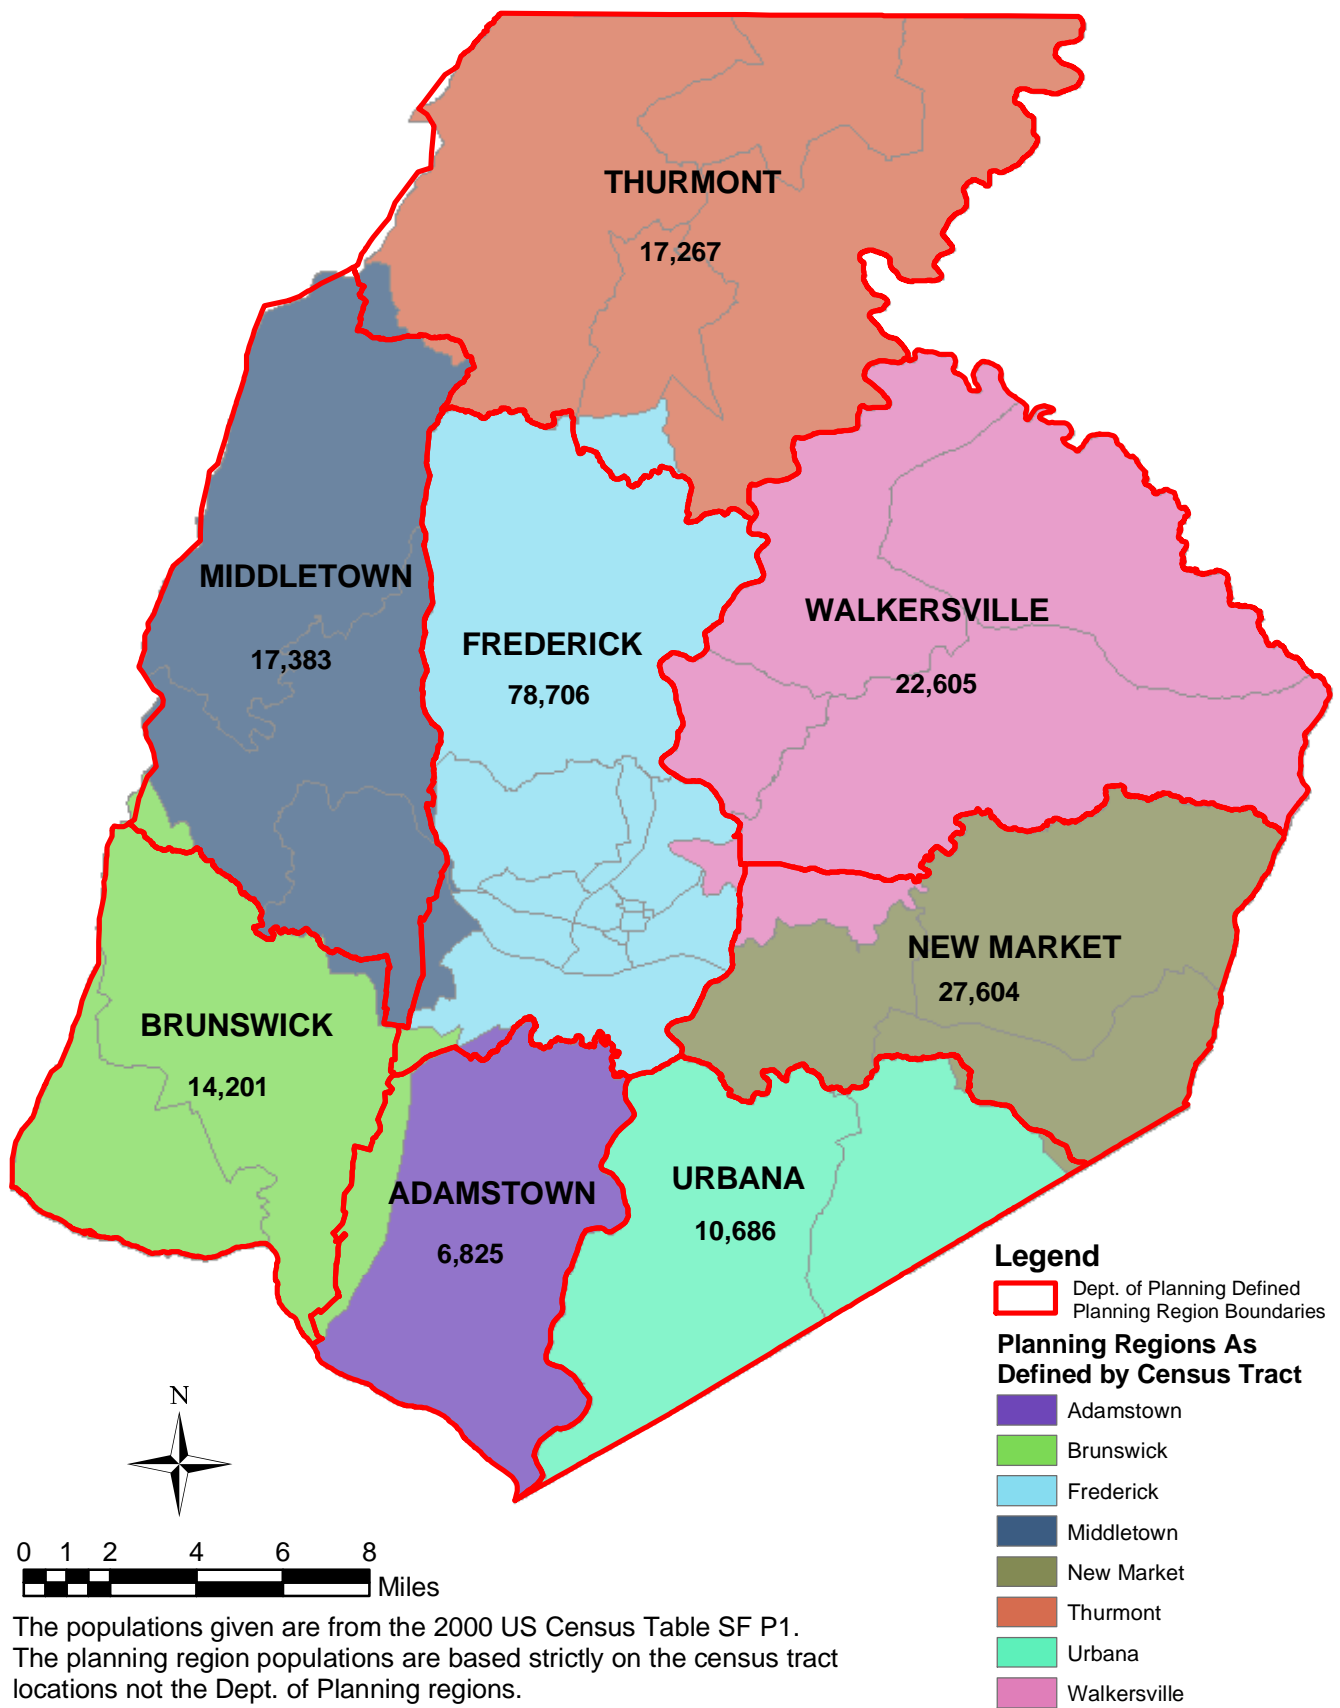 THURMONT
17,267
MIDDLETOWN
17,383
FREDERICK
78,706
WALKERSVILLE
22,605
NEW MARKET
27,604
BRUNSWICK
14,201
ADAMSTOWN
6,825
URBANA
10,686
Legend
Dept. of Planning Defined
Planning Region Boundaries
Planning Regions As
Defined by Census Tract
Adamstown
Brunswick
Frederick
Middletown
New Market
Thurmont
Urbana
Walkersville
N
0 1 2 4 6 8
Miles
The populations given are from the 2000 US Census Table SF P1.
The planning region populations are based strictly on the census tract
locations not the Dept. of Planning regions.